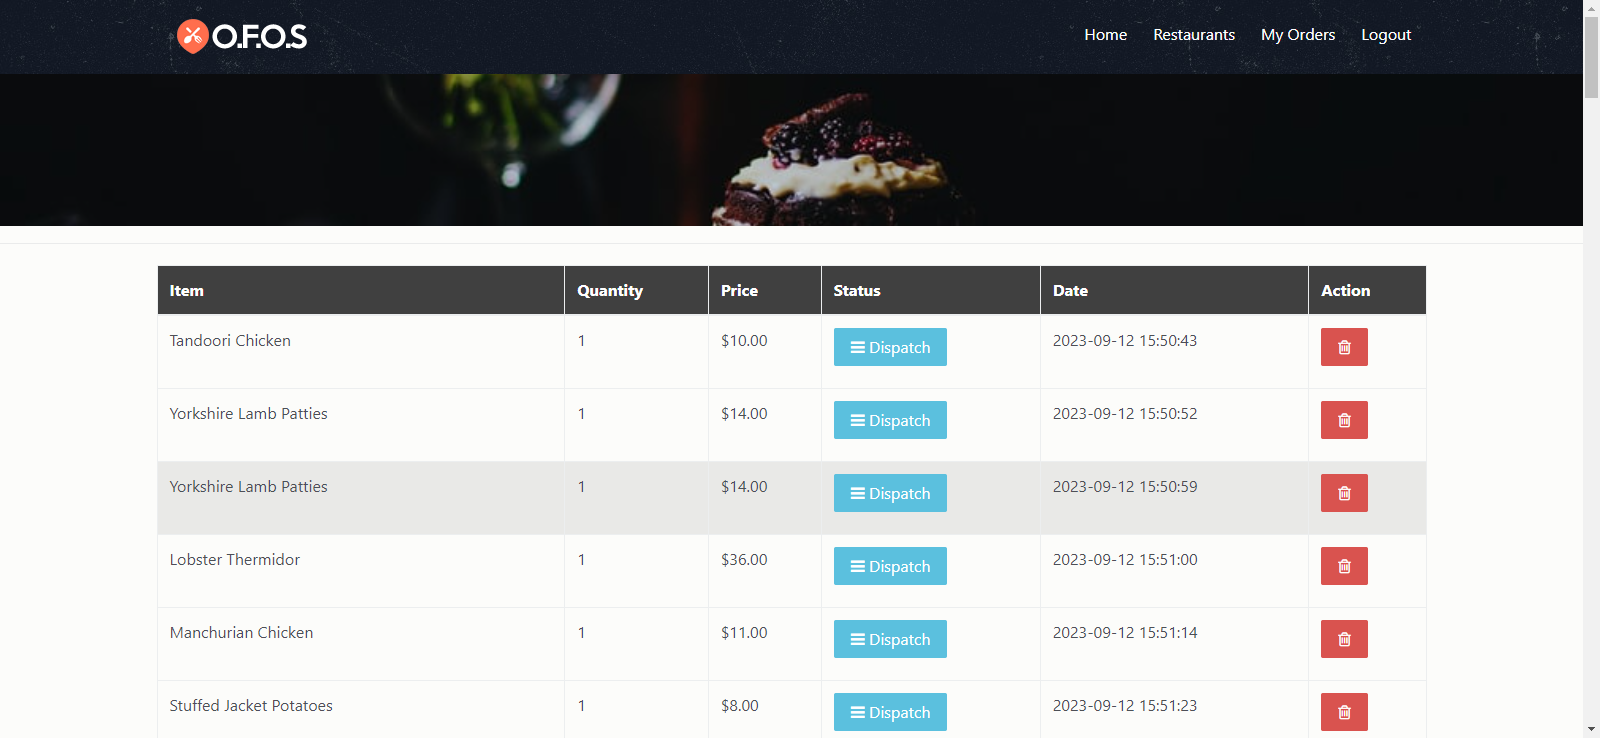 O.F.O.S
Home Restaurants My Orders Logout
Item Quantity Price Status Date Action
Tandoori Chicken 1 $10.00 Dispatch 2023-09-12 15:50:43
Yorkshire Lamb Patties 1 $14.00 Dispatch 2023-09-12 15:50:52
Yorkshire Lamb Patties 1 $14.00 Dispatch 2023-09-12 15:50:59
Lobster Thermidor 1 $36.00 Dispatch 2023-09-12 15:51:00
Manchurian Chicken 1 $11.00 Dispatch 2023-09-12 15:51:14
Stuffed Jacket Potatoes 1 $8.00 Dispatch 2023-09-12 15:51:23